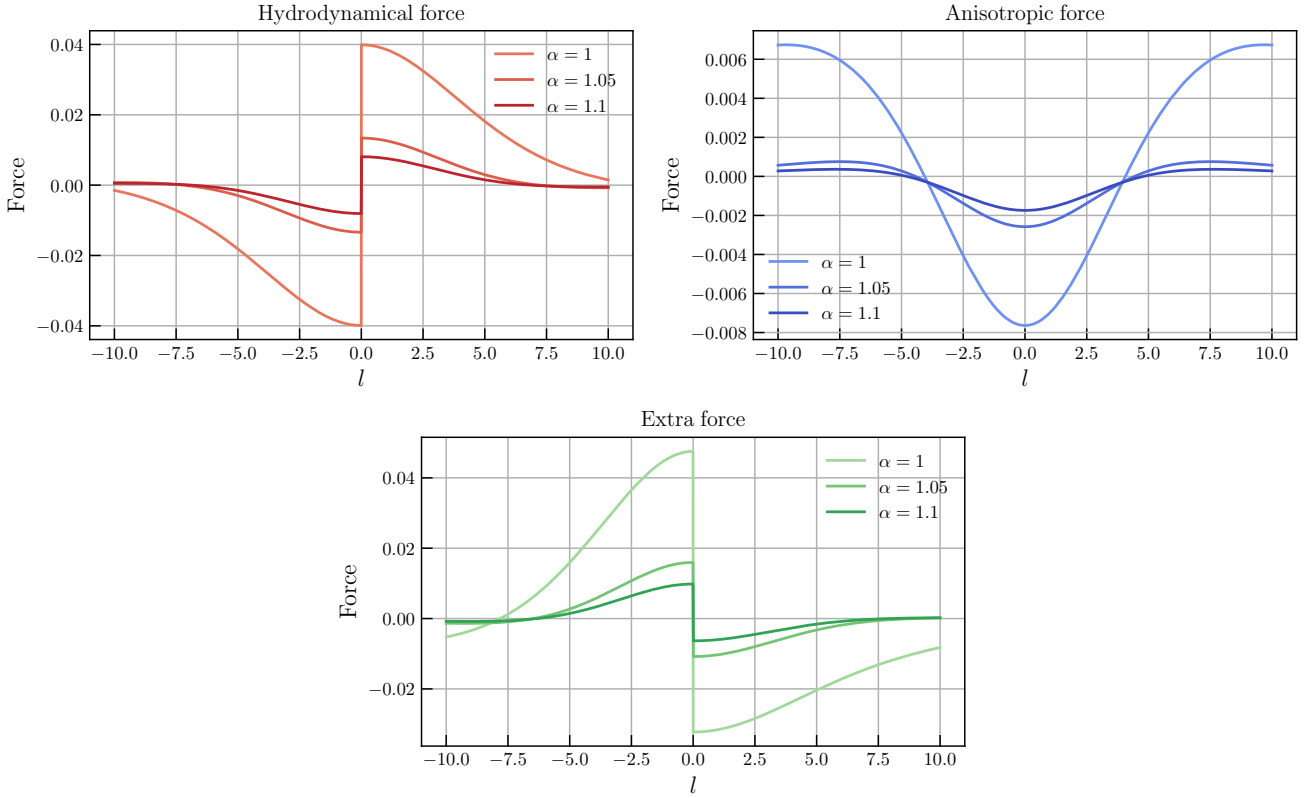 Hydrodynamical force
Force
0.04
0.02
0.00
−0.02
−0.04
α = 1
α = 1.05
α = 1.1
−10.0 −7.5 −5.0 −2.5 0.0 2.5 5.0 7.5 10.0
l
Anisotropic force
Force
0.006
0.004
0.002
0.000
−0.002
−0.004
−0.006
−0.008
α = 1
α = 1.05
α = 1.1
−10.0 −7.5 −5.0 −2.5 0.0 2.5 5.0 7.5 10.0
l
Extra force
Force
0.04
0.02
0.00
−0.02
α = 1
α = 1.05
α = 1.1
−10.0 −7.5 −5.0 −2.5 0.0 2.5 5.0 7.5 10.0
l